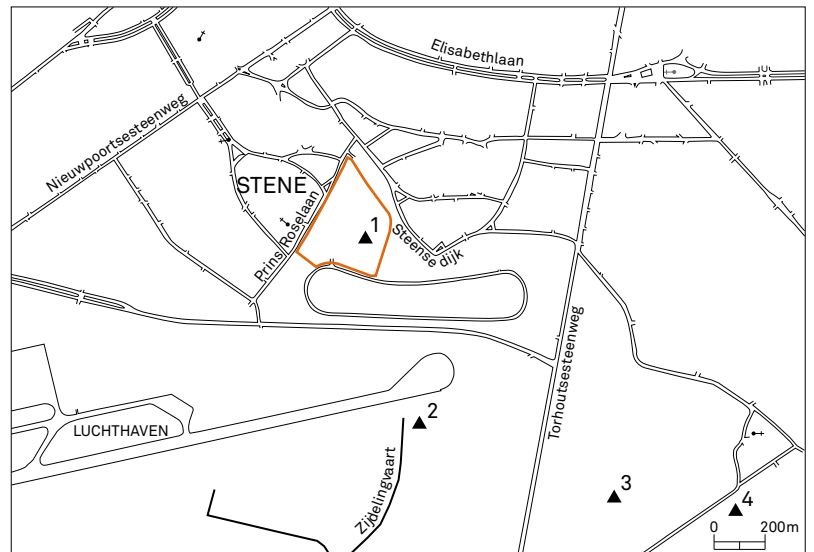 Elisabethlaan
Nieuwpoortsesteenweg
STENE
Prins Roselaan
1
Steense dijk
Torhoutsesteenweg
2
LUCHTHAVEN
Zijdelingvaart
3
4
0 200m